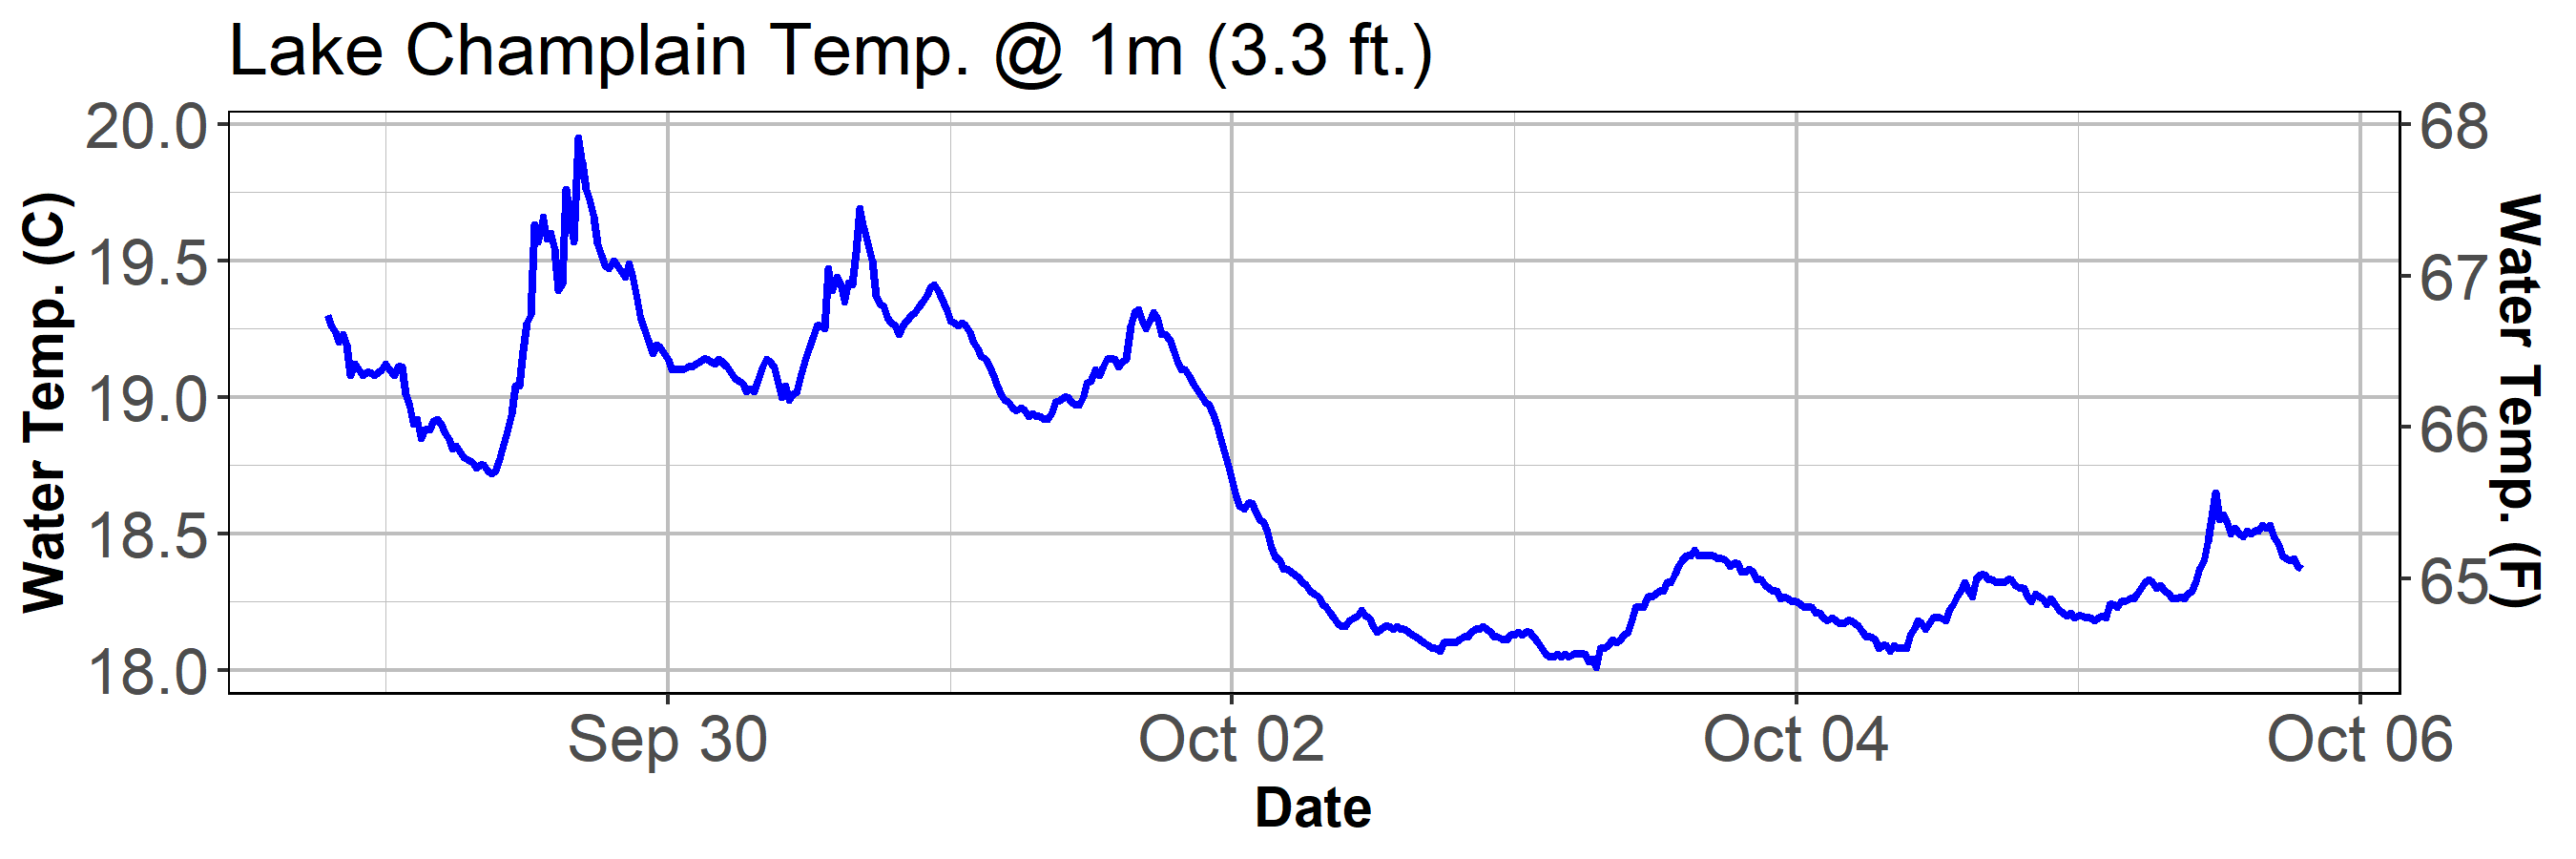 Lake Champlain Temp. @ 1m (3.3 ft.)
Water Temp. (C)
20.0
19.5
19.0
18.5
18.0
68
67
66
65
Water Temp. (F)
Sep 30 Oct 02 Oct 04 Oct 06
Date